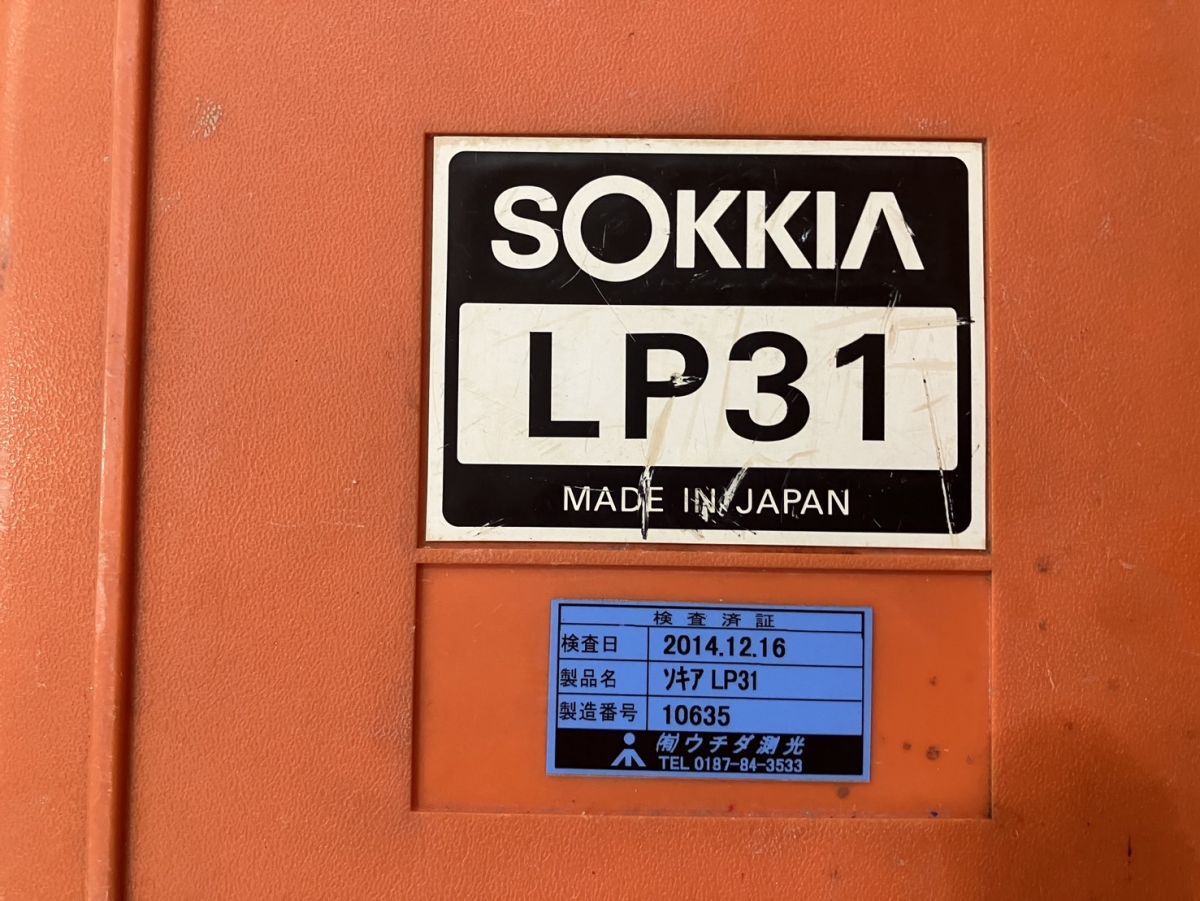 SOKKIA
LP31
MADE IN JAPAN
検査済証
検査日 2014.12.16
製品名 ソキア LP31
製造番号 10635
㈲ウチダ測光
TEL 0187-84-3533